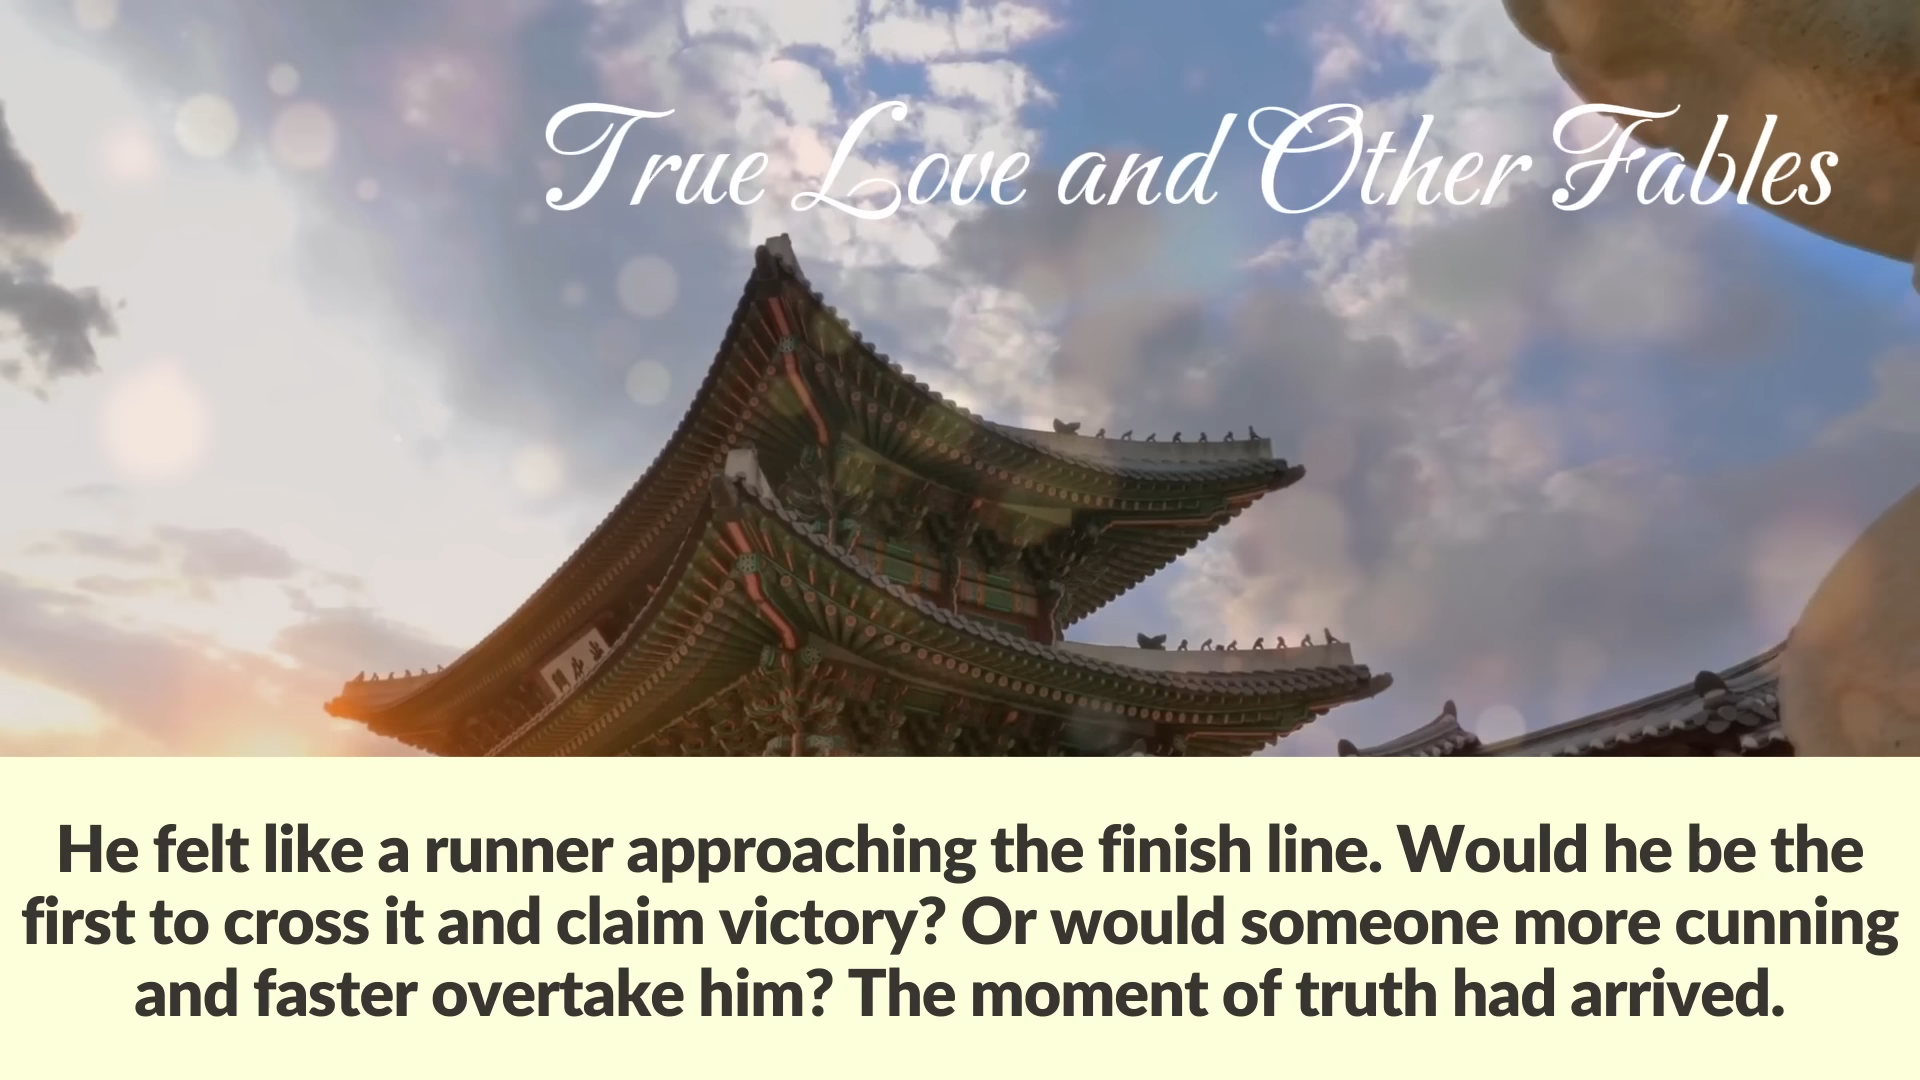 True Love and Other Fables
He felt like a runner approaching the finish line. Would he be the
first to cross it and claim victory? Or would someone more cunning
and faster overtake him? The moment of truth had arrived.